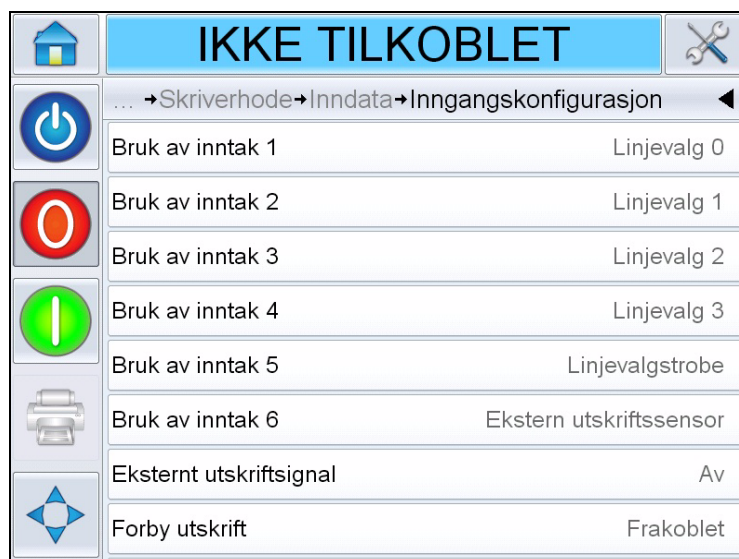 IKKE TILKOBLET
... →Skriverhode→Inndata→Inngangskonfigurasjon
Bruk av inntak 1 Linjevalg 0
Bruk av inntak 2 Linjevalg 1
Bruk av inntak 3 Linjevalg 2
Bruk av inntak 4 Linjevalg 3
Bruk av inntak 5 Linjevalgstrobe
Bruk av inntak 6 Ekstern utskriftssensor
Eksternt utskriftsignal Av
Forby utskrift Frakoblet